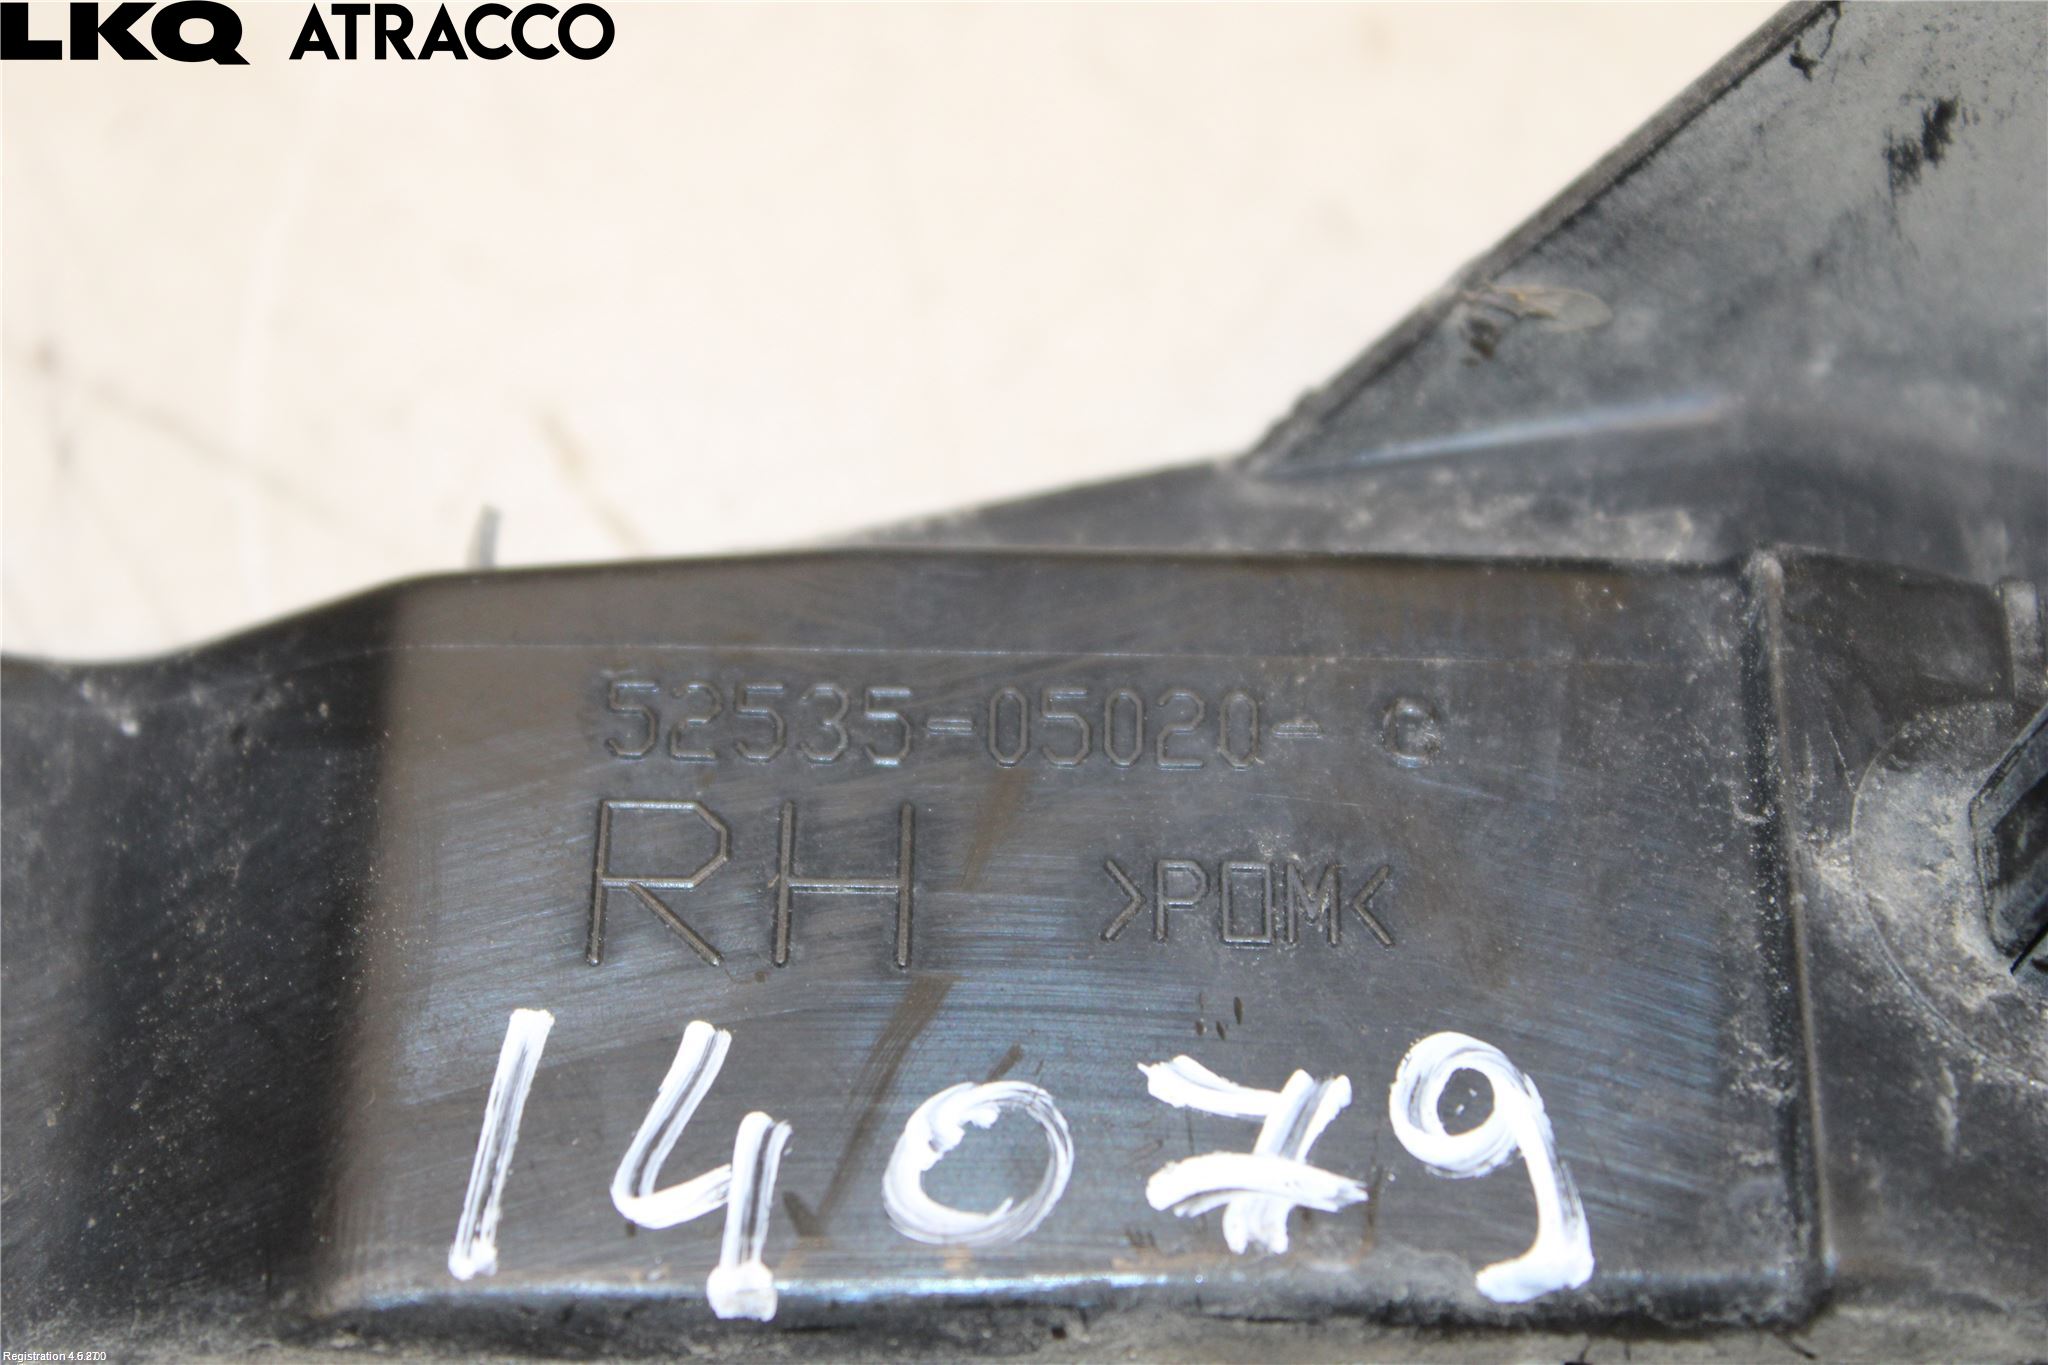 LKQ ATRACCO
52535-05020- C
RH >POM<
14079